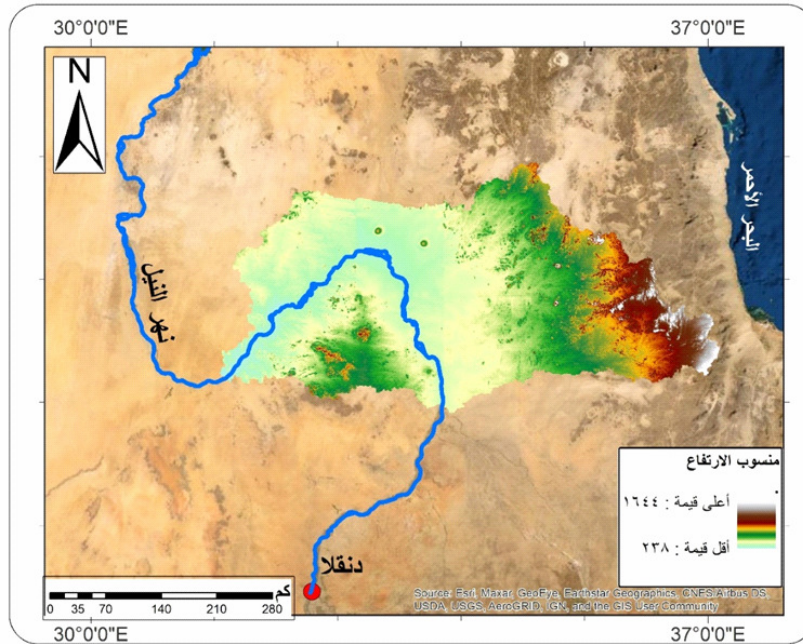 30°0'0"E
37°0'0"E
N
البحر الأحمر
نهر النيل
منسوب الارتفاع
أعلى قيمة : ١٦٤٤
أقل قيمة : ٢٣٨
دنقلا
كم
0 35 70 140 210 280
Source: Esri, Maxar, GeoEye, Earthstar Geographics, CNES/Airbus DS,
USDA, USGS, AeroGRID, IGN, and the GIS User Community
30°0'0"E
37°0'0"E